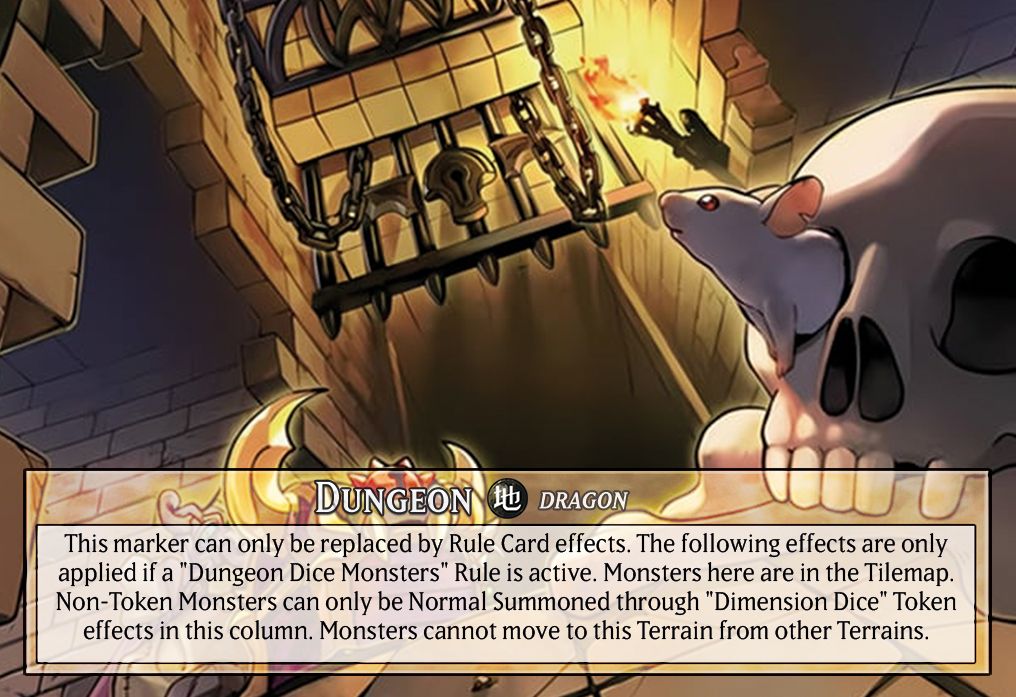 Dungeon 地 DRAGON
This marker can only be replaced by Rule Card effects. The following effects are only
applied if a "Dungeon Dice Monsters" Rule is active. Monsters here are in the Tilemap.
Non-Token Monsters can only be Normal Summoned through "Dimension Dice" Token
effects in this column. Monsters cannot move to this Terrain from other Terrains.